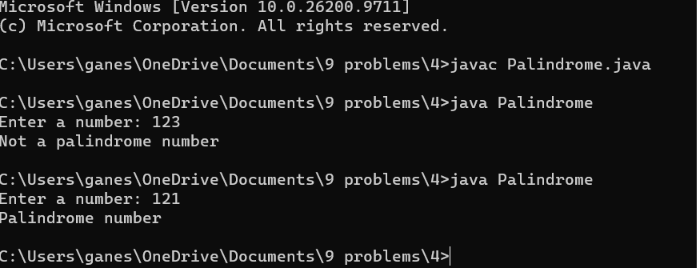 Microsoft Windows [Version 10.0.26200.9711]
(c) Microsoft Corporation. All rights reserved.
C:\Users\ganes\OneDrive\Documents\9 problems\4>javac Palindrome.java
C:\Users\ganes\OneDrive\Documents\9 problems\4>java Palindrome
Enter a number: 123
Not a palindrome number
C:\Users\ganes\OneDrive\Documents\9 problems\4>java Palindrome
Enter a number: 121
Palindrome number
C:\Users\ganes\OneDrive\Documents\9 problems\4>